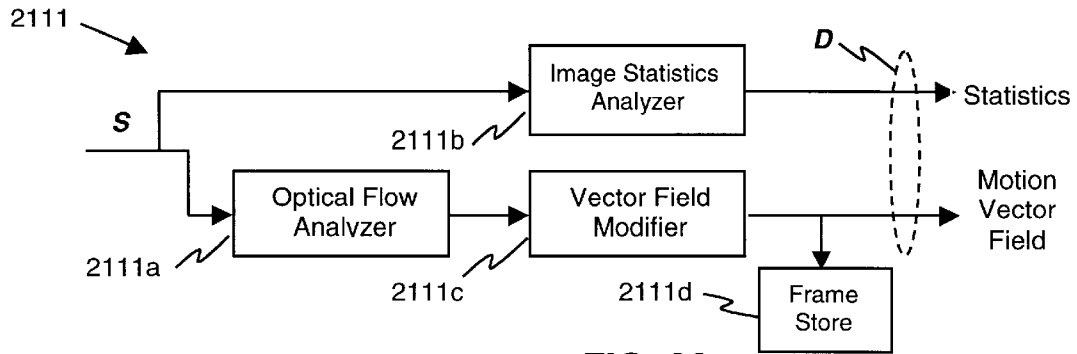 2111
D
Image Statistics
Analyzer
Statistics
S
2111b
Optical Flow
Analyzer
Vector Field
Modifier
Motion
Vector
Field
2111a
2111c
2111d
Frame
Store